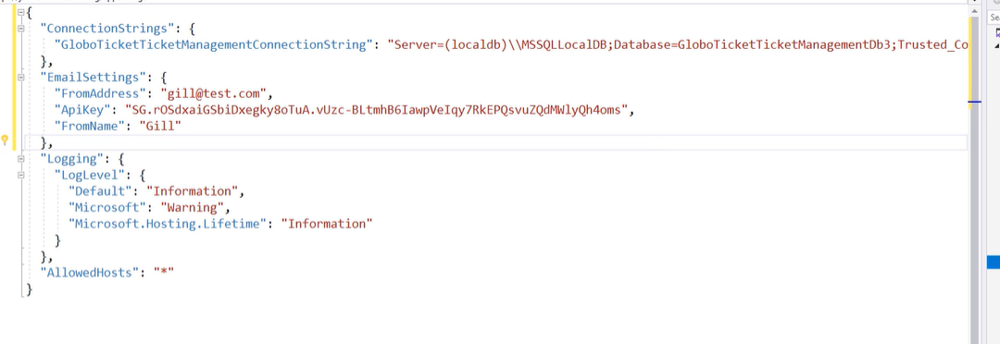 {
"ConnectionStrings": {
"GloboTicketTicketManagementConnectionString": "Server=(localdb)\\MSSQLLocalDB;Database=GloboTicketTicketManagementDb3;Trusted_Co
},
"EmailSettings": {
"FromAddress": "gill@test.com",
"ApiKey": "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",
"FromName": "Gill"
},
"Logging": {
"LogLevel": {
"Default": "Information",
"Microsoft": "Warning",
"Microsoft.Hosting.Lifetime": "Information"
}
},
"AllowedHosts": "*"
}